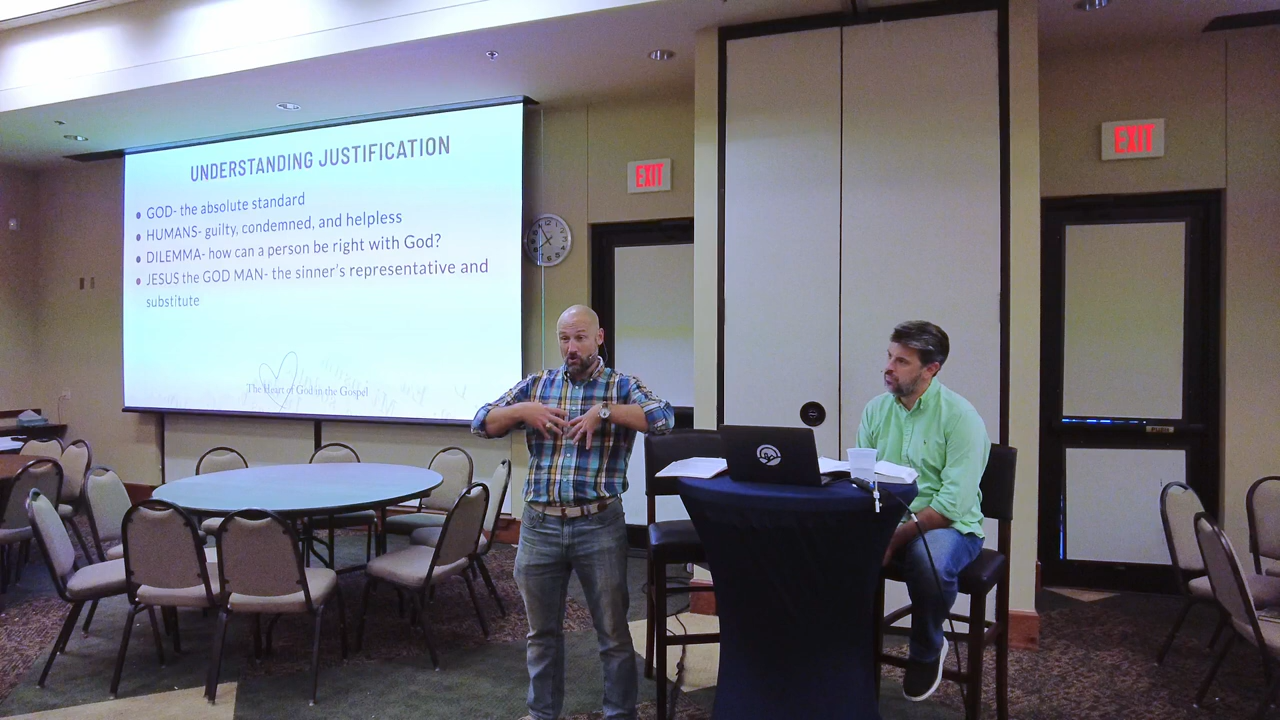 UNDERSTANDING JUSTIFICATION
GOD- the absolute standard
HUMANS- guilty, condemned, and helpless
DILEMMA- how can a person be right with God?
JESUS the GOD MAN- the sinner's representative and
substitute
The Heart of God in the Gospel
EXIT
EXIT